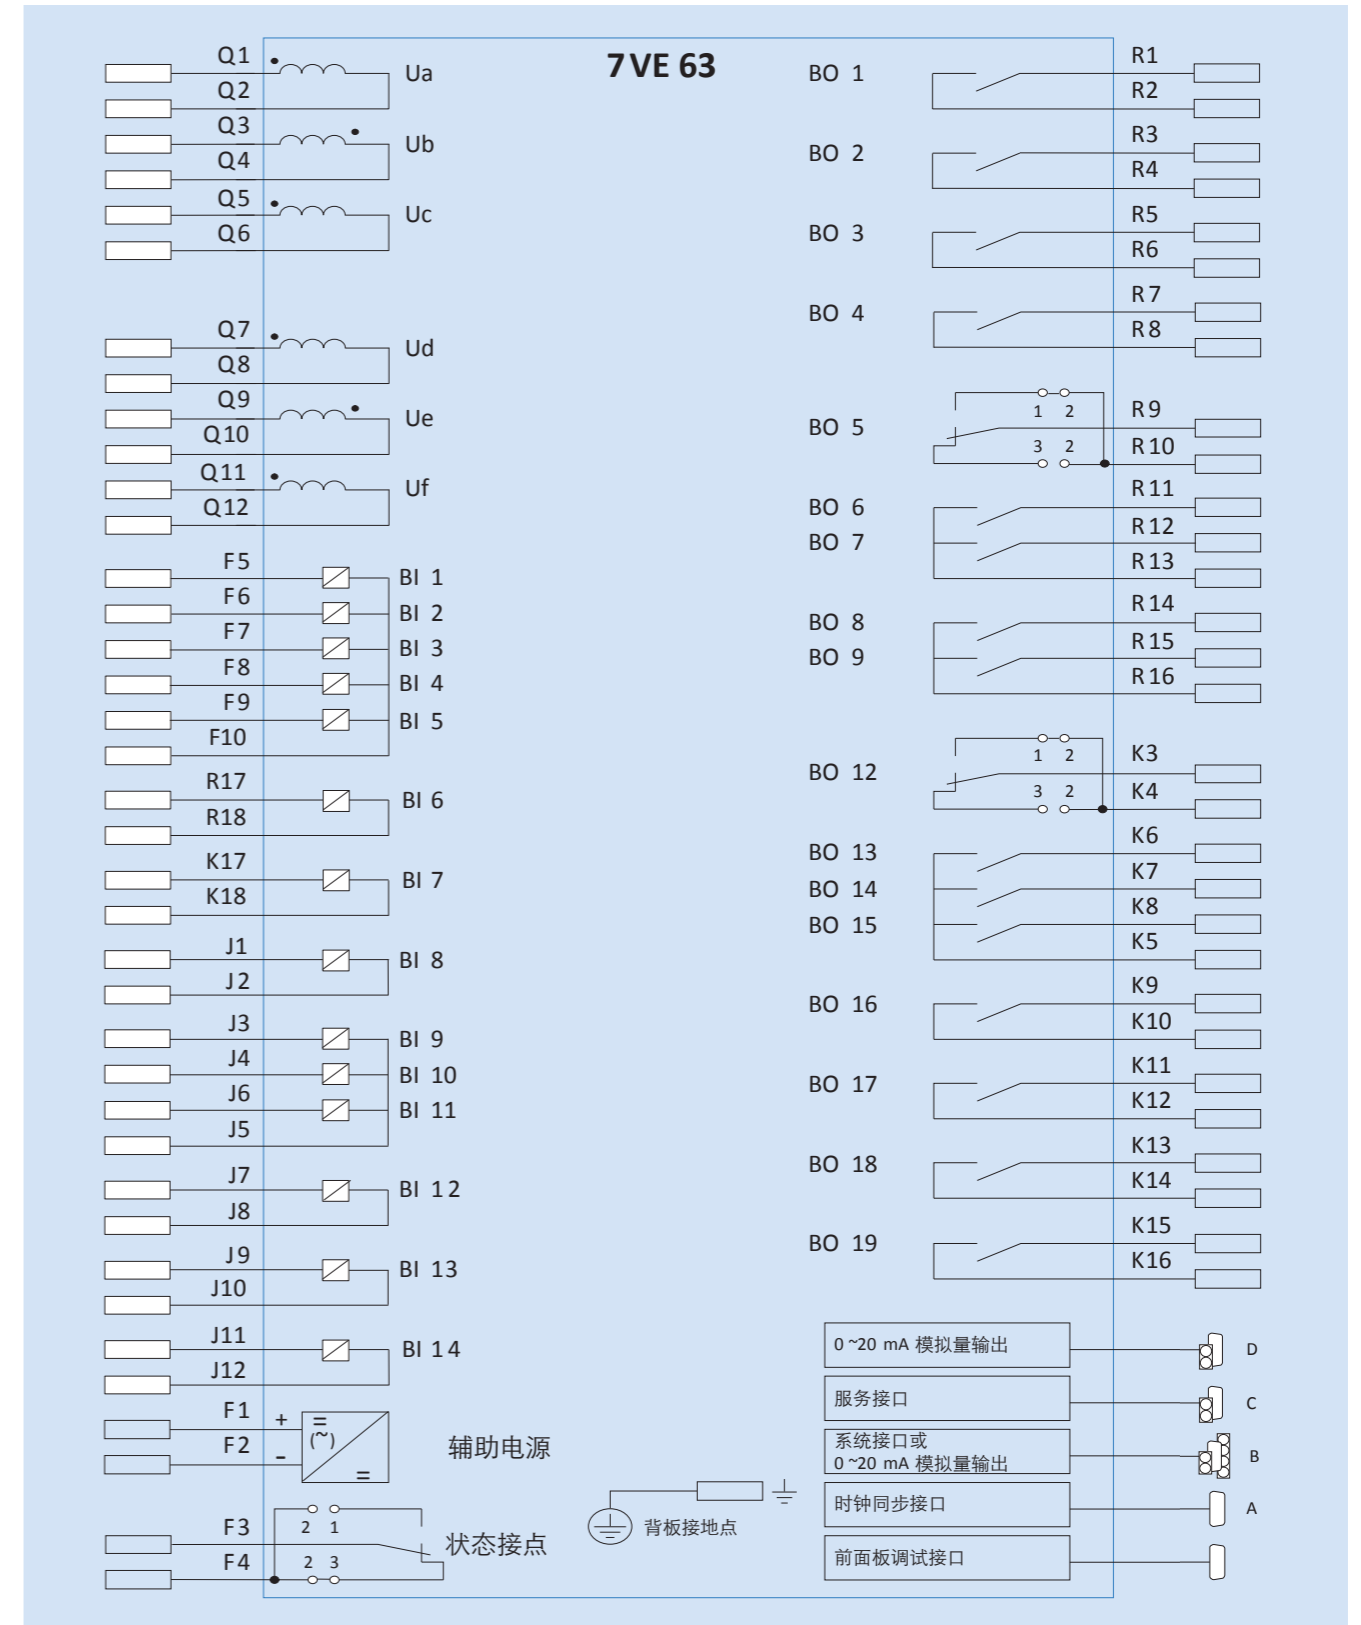 7VE 63
Q1
Ua
Q2
Q3
Ub
Q4
Q5
Uc
Q6
Q7
Ud
Q8
Q9
Ue
Q10
Q11
Uf
Q12
F5
BI 1
F6
BI 2
F7
BI 3
F8
BI 4
F9
BI 5
F10
R17
BI 6
R18
K17
BI 7
K18
J1
BI 8
J2
J3
BI 9
J4
BI 10
J6
BI 11
J5
J7
BI 12
J8
J9
BI 13
J10
J11
BI 14
J12
F1
+
=
(~)
F2
-
=
辅助电源
2 1
F3
状态接点
F4
2 3
背板接地点
BO 1
R1
R2
BO 2
R3
R4
BO 3
R5
R6
BO 4
R7
R8
BO 5
1 2
3 2
R9
R10
BO 6
R11
BO 7
R12
R13
BO 8
R14
BO 9
R15
R16
BO 12
1 2
3 2
K3
K4
BO 13
K6
BO 14
K7
BO 15
K8
K5
BO 16
K9
K10
BO 17
K11
K12
BO 18
K13
K14
BO 19
K15
K16
0 ~20 mA 模拟量输出
D
服务接口
C
系统接口或
0 ~20 mA 模拟量输出
B
时钟同步接口
A
前面板调试接口